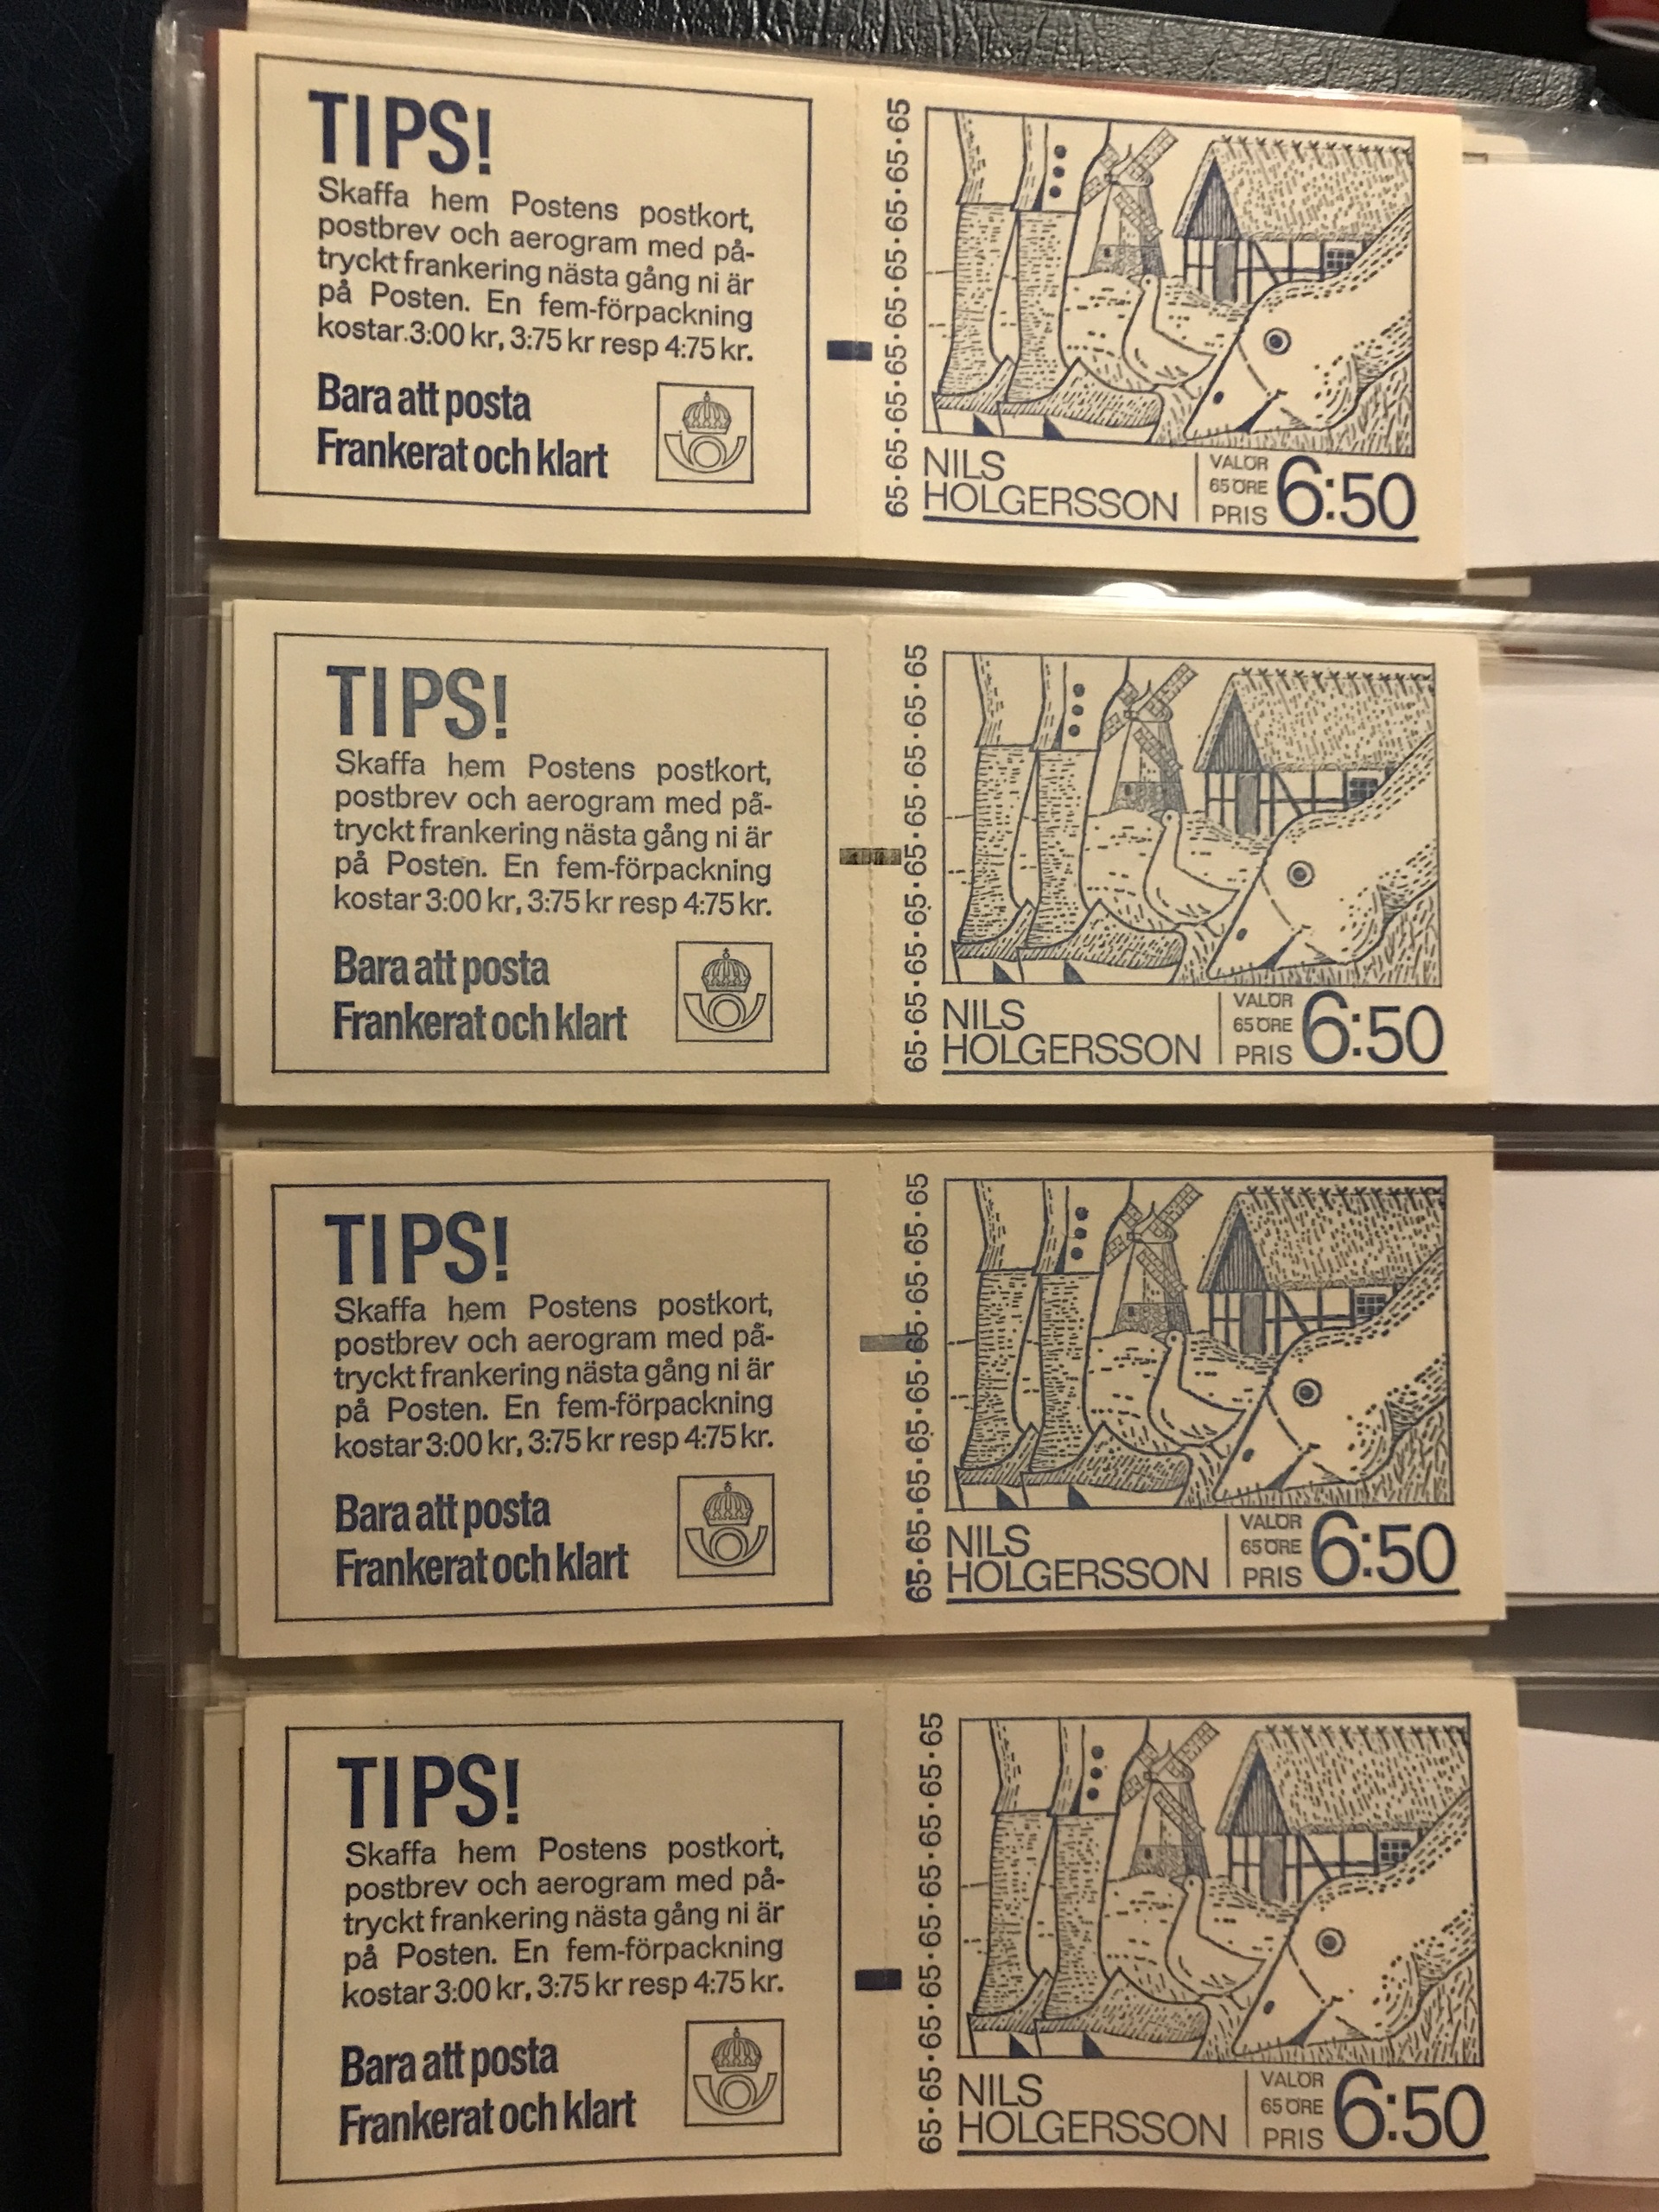 TIPS!
Skaffa hem Postens postkort,
postbrev och aerogram med på-
tryckt frankering nästa gång ni är
på Posten. En fem-förpackning
kostar 3:00 kr, 3:75 kr resp 4:75 kr.
Bara att posta
Frankerat och klart
65·65·65·65·65·65·65·65
NILS
HOLGERSSON
VALÖR
65 ÖRE
PRIS
6:50
TIPS!
Skaffa hem Postens postkort,
postbrev och aerogram med på-
tryckt frankering nästa gång ni är
på Posten. En fem-förpackning
kostar 3:00 kr, 3:75 kr resp 4:75 kr.
Bara att posta
Frankerat och klart
65·65·65·65·65·65·65·65
NILS
HOLGERSSON
VALÖR
65 ÖRE
PRIS
6:50
TIPS!
Skaffa hem Postens postkort,
postbrev och aerogram med på-
tryckt frankering nästa gång ni är
på Posten. En fem-förpackning
kostar 3:00 kr, 3:75 kr resp 4:75 kr.
Bara att posta
Frankerat och klart
65·65·65·65·65·65·65·65
NILS
HOLGERSSON
VALÖR
65 ÖRE
PRIS
6:50
TIPS!
Skaffa hem Postens postkort,
postbrev och aerogram med på-
tryckt frankering nästa gång ni är
på Posten. En fem-förpackning
kostar 3:00 kr, 3:75 kr resp 4:75 kr.
Bara att posta
Frankerat och klart
65·65·65·65·65·65·65·65
NILS
HOLGERSSON
VALÖR
65 ÖRE
PRIS
6:50